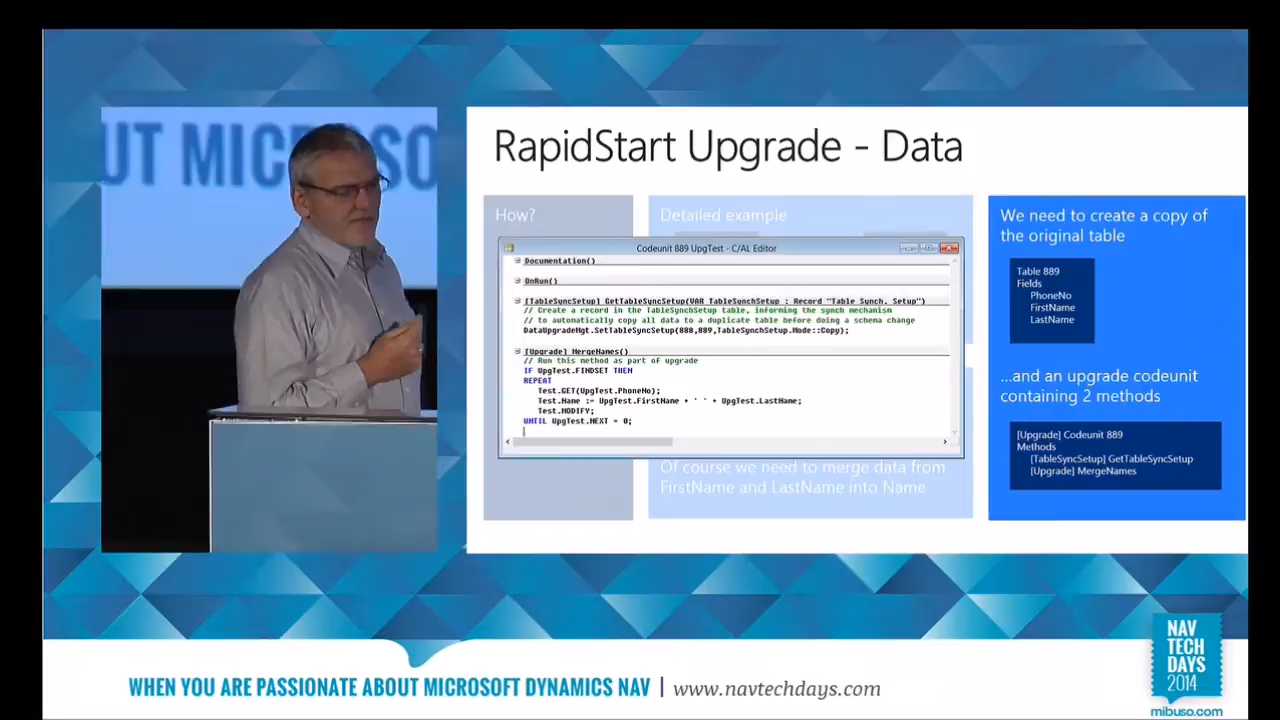 UT MICROSO
RapidStart Upgrade - Data
How?
Detailed example
Codeunit 889 UpgTest - C/AL Editor
Documentation()
OnRun()
[TableSyncSetup] GetTableSyncSetup(VAR TableSynchSetup : Record "Table Synch. Setup")
// Create a record in the TableSynchSetup table, informing the synch mechanism
// to automatically copy all data to a duplicate table before doing a schema change
DataUpgradeMgt.SetTableSyncSetup(888,889,TableSynchSetup.Mode::Copy);
[Upgrade] MergeNames()
// Run this method as part of upgrade
IF UpgTest.FINDSET THEN
REPEAT
Test.GET(UpgTest.PhoneNo);
Test.Name := UpgTest.FirstName + ' ' + UpgTest.LastName;
Test.MODIFY;
UNTIL UpgTest.NEXT = 0;
Of course we need to merge data from
FirstName and LastName into Name
We need to create a copy of
the original table
Table 889
Fields
PhoneNo
FirstName
LastName
...and an upgrade codeunit
containing 2 methods
[Upgrade] Codeunit 889
Methods
[TableSyncSetup] GetTableSyncSetup
[Upgrade] MergeNames
WHEN YOU ARE PASSIONATE ABOUT MICROSOFT DYNAMICS NAV | www.navtechdays.com
NAV
TECH
DAYS
2014
mibuso.com